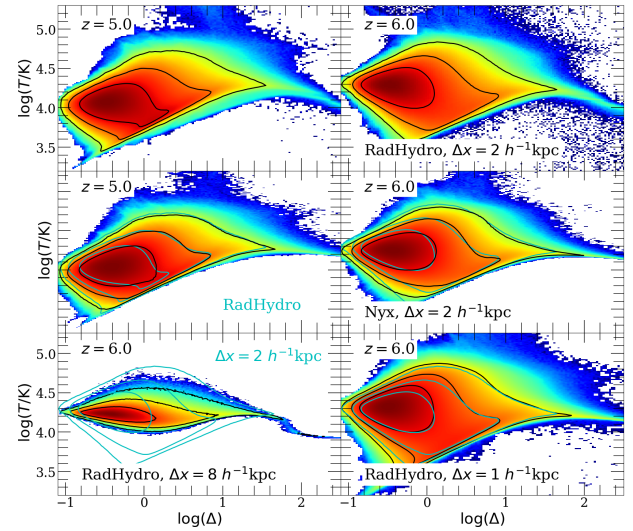 5.0
4.5
4.0
3.5
log(T/K)
z = 5.0
z = 6.0
RadHydro, Δx = 2 h⁻¹kpc
log(T/K)
z = 5.0
RadHydro
z = 6.0
Nyx, Δx = 2 h⁻¹kpc
5.0
4.5
4.0
3.5
log(T/K)
z = 6.0
Δx = 2 h⁻¹kpc
RadHydro, Δx = 8 h⁻¹kpc
z = 6.0
RadHydro, Δx = 1 h⁻¹kpc
−1 0 1 2
log(Δ)
−1 0 1 2
log(Δ)